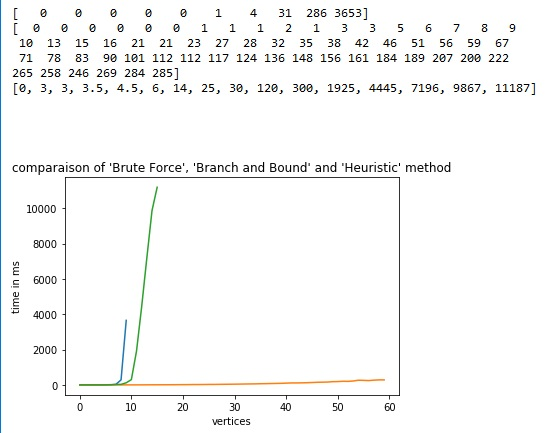 [ 0 0 0 0 0 1 4 31 286 3653]
[ 0 0 0 0 0 0 0 0 1 1 1 2 1 3 3 5 6 7 8 9
10 13 15 16 21 21 23 27 28 32 35 38 42 46 51 56 59 67
71 78 83 90 101 112 112 117 124 136 148 156 161 184 189 207 200 222
265 258 246 269 284 285]
[0, 3, 3, 3.5, 4.5, 6, 14, 25, 30, 120, 300, 1925, 4445, 7196, 9867, 11187]
comparaison of 'Brute Force', 'Branch and Bound' and 'Heuristic' method
10000
8000
6000
4000
2000
0
time in ms
0 10 20 30 40 50 60
vertices